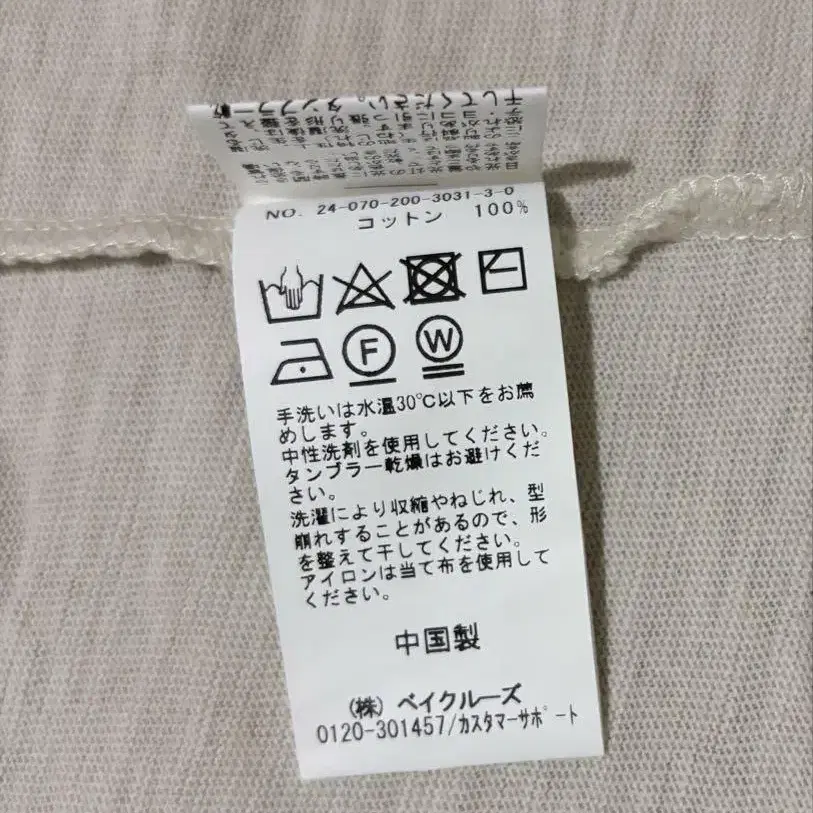 NO. 24-070-200-3031-3-0
コットン 100%
F W
手洗いは水温30℃以下をお薦
めします。
中性洗剤を使用してください。
タンブラー乾燥はお避けくだ
さい。
洗濯により収縮やねじれ、型
崩れすることがあるので、形
を整えて干してください。
アイロンは当て布を使用して
ください。
中国製
(株) ベイクルーズ
0120-301457/カスタマーサポート